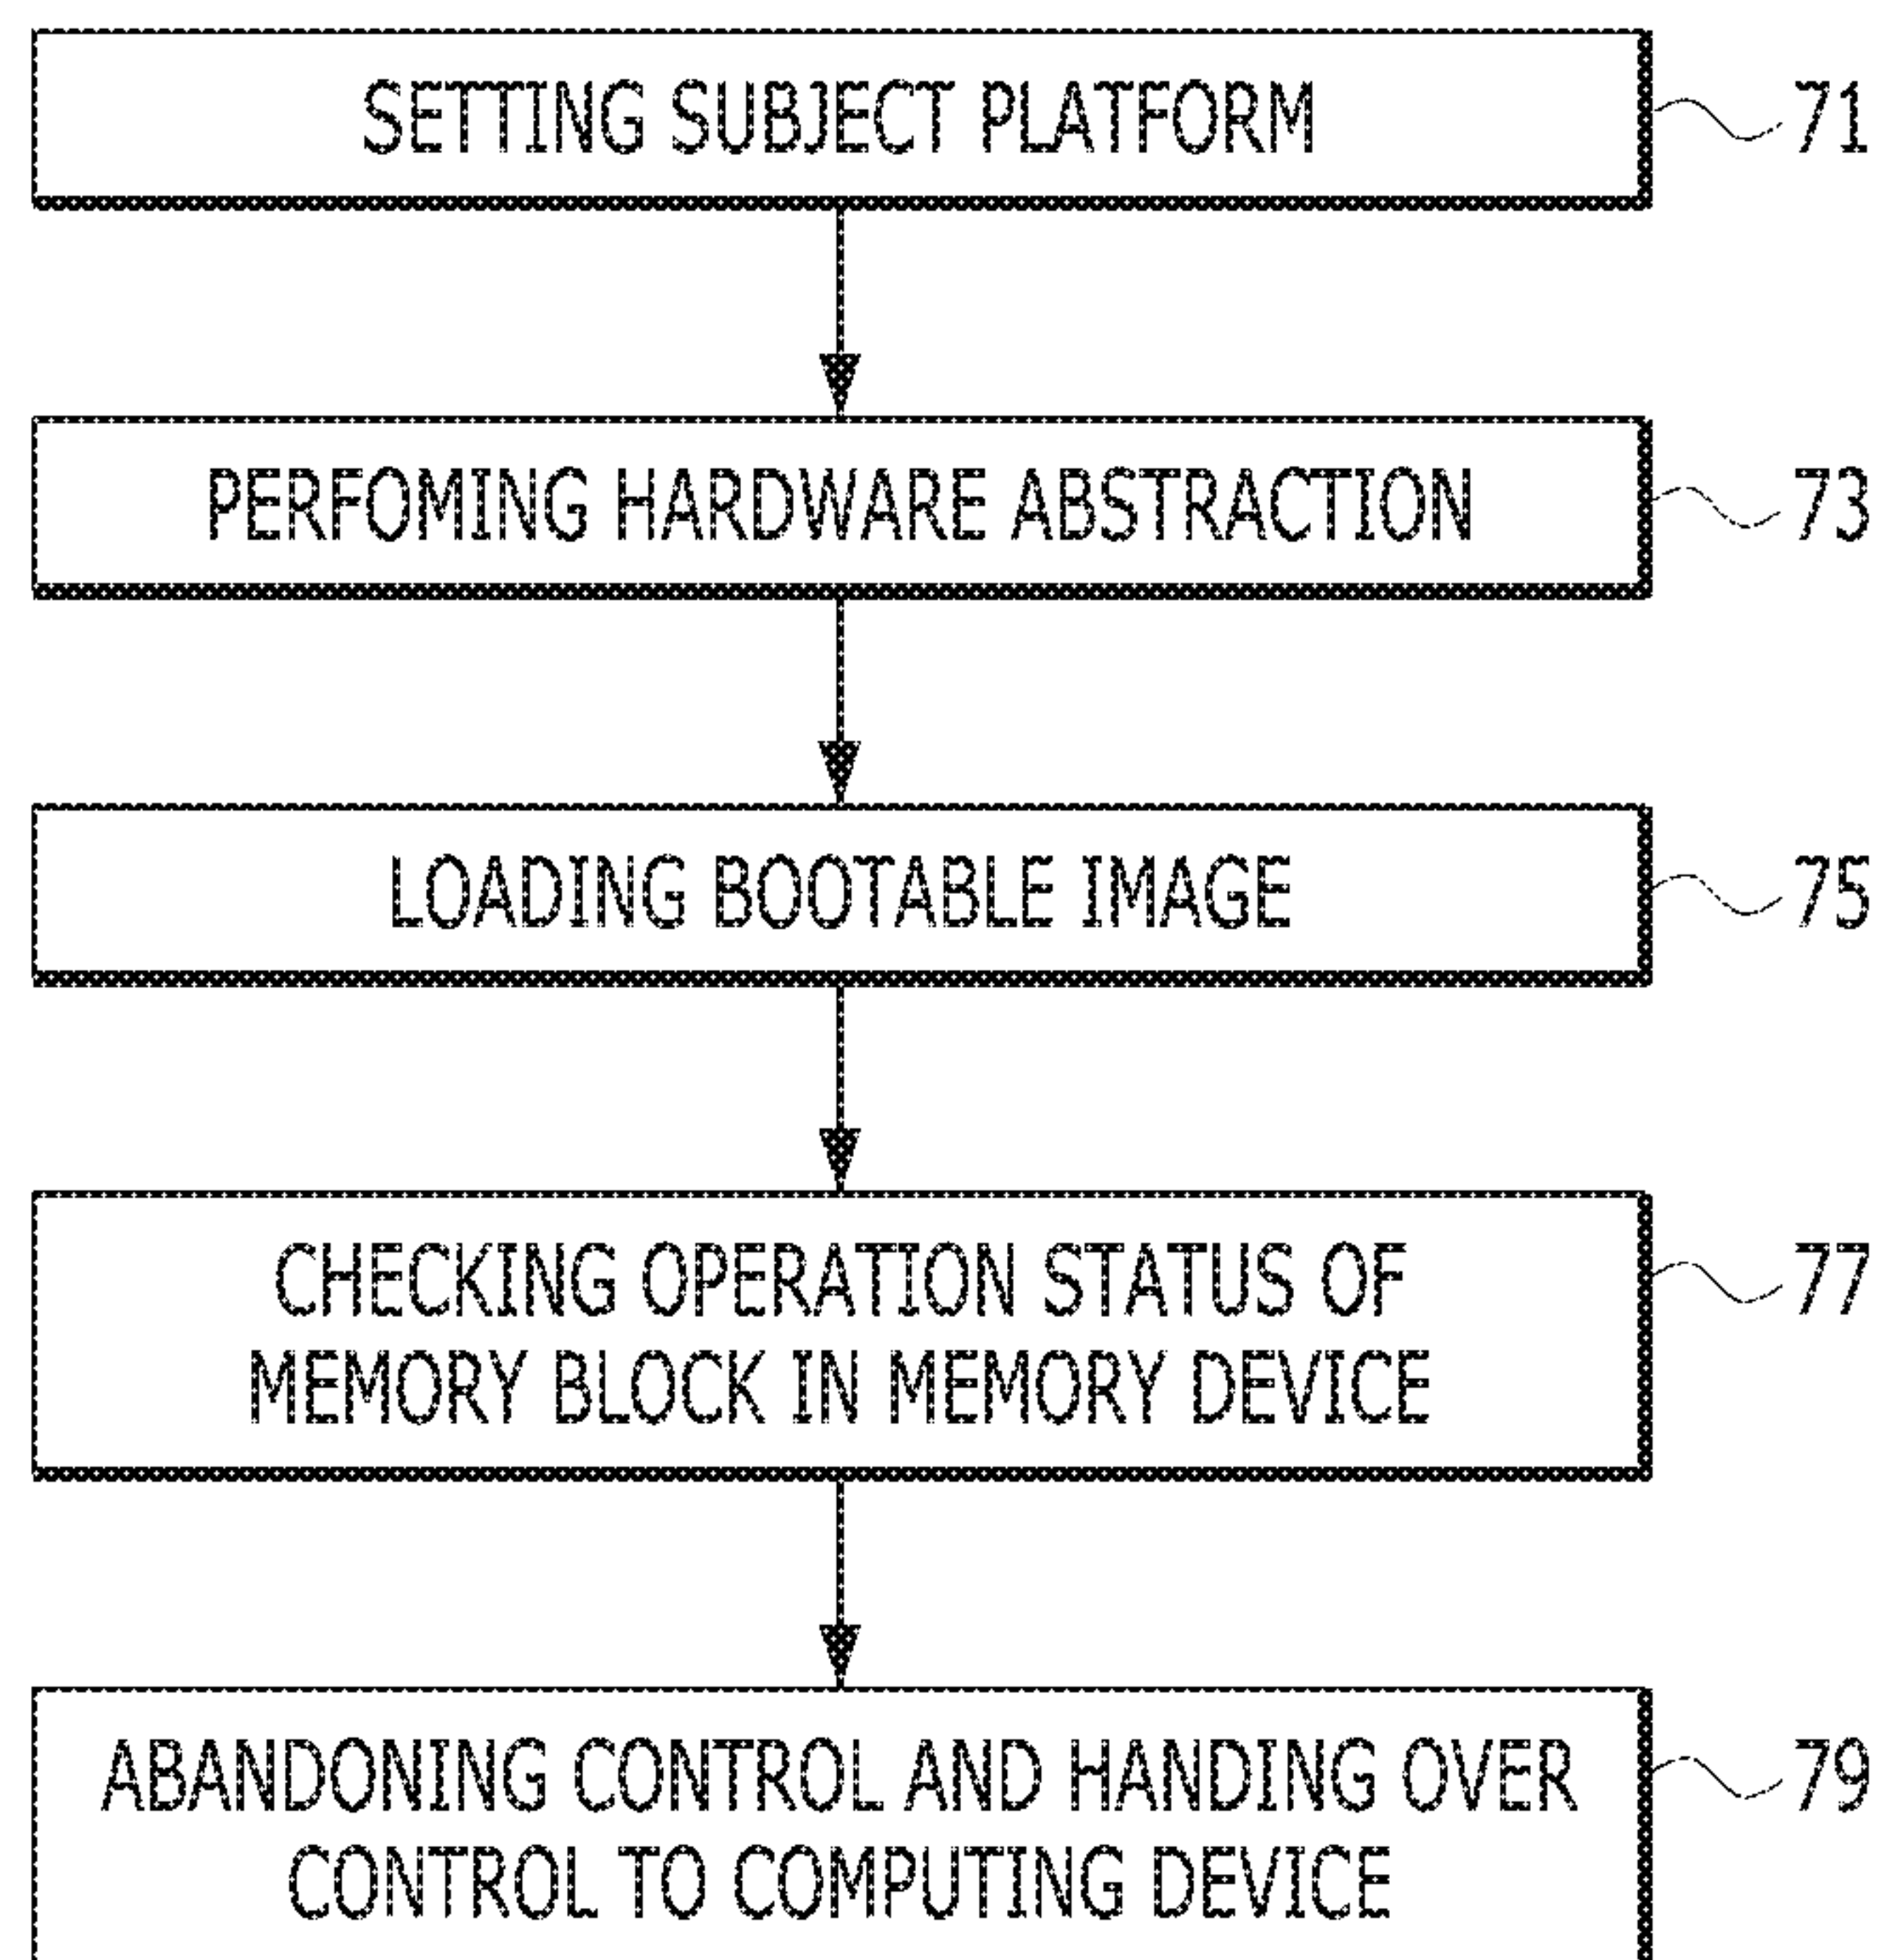 SETTING SUBJECT PLATFORM
71
PERFOMING HARDWARE ABSTRACTION
73
LOADING BOOTABLE IMAGE
75
CHECKING OPERATION STATUS OF
MEMORY BLOCK IN MEMORY DEVICE
77
ABANDONING CONTROL AND HANDING OVER
CONTROL TO COMPUTING DEVICE
79